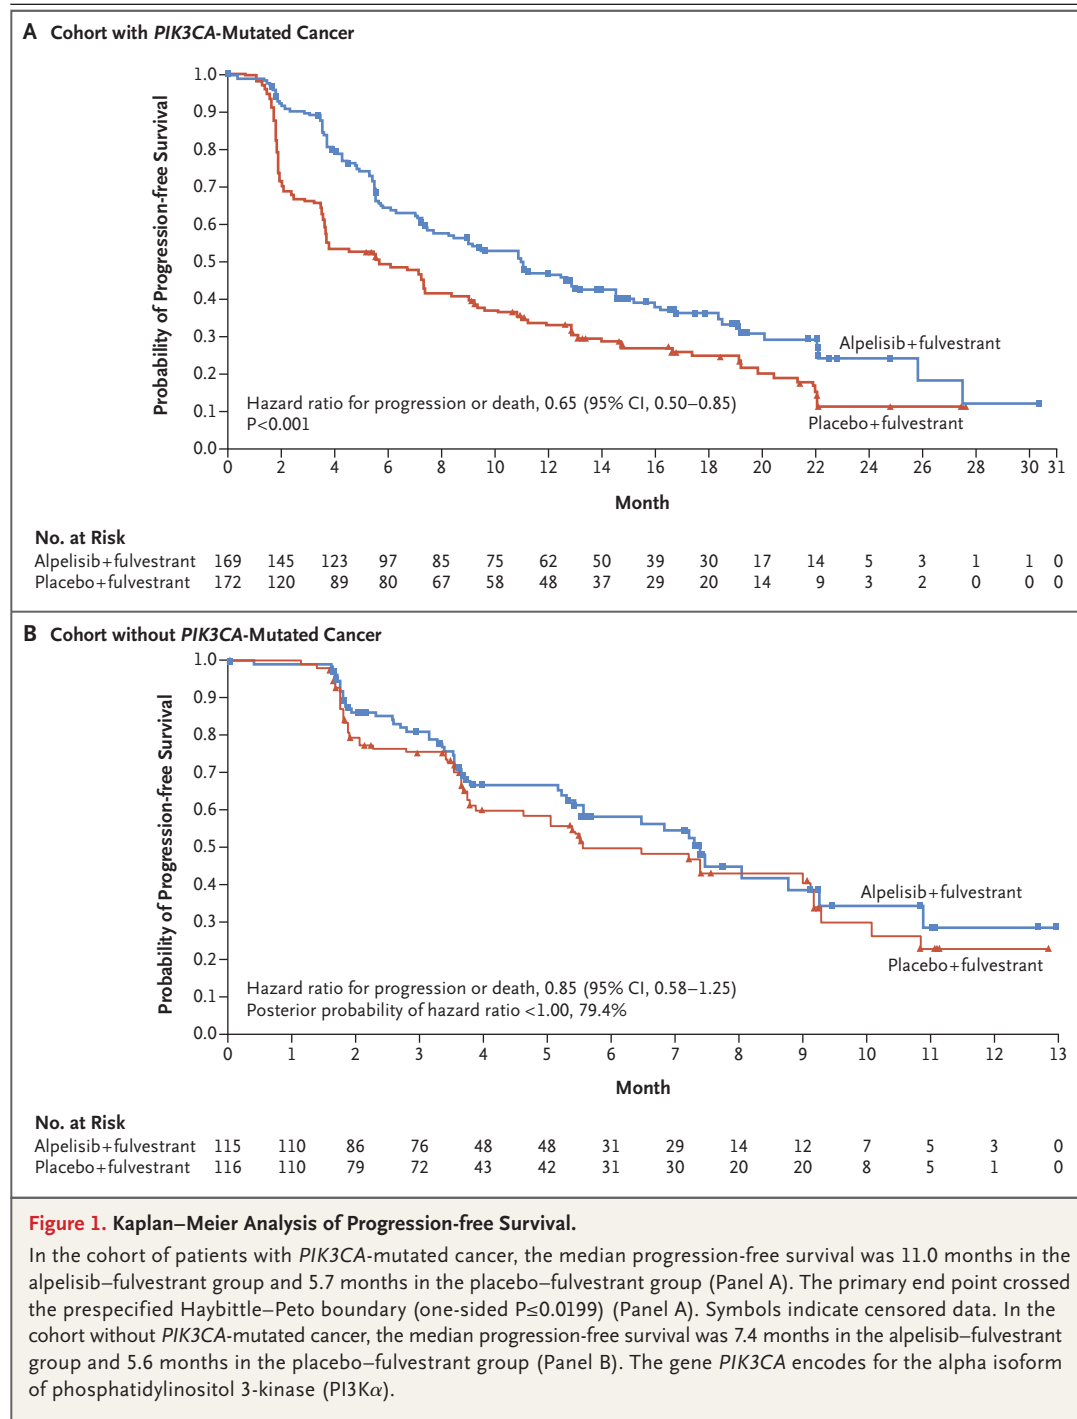 A Cohort with PIK3CA-Mutated Cancer
Probability of Progression-free Survival
1.0
0.9
0.8
0.7
0.6
0.5
0.4
0.3
0.2
0.1
0.0
Alpelisib+fulvestrant
Hazard ratio for progression or death, 0.65 (95% CI, 0.50–0.85)
P<0.001
Placebo+fulvestrant
0 2 4 6 8 10 12 14 16 18 20 22 24 26 28 30 31
Month
No. at Risk
Alpelisib+fulvestrant 169 145 123 97 85 75 62 50 39 30 17 14 5 3 1 1 0
Placebo+fulvestrant 172 120 89 80 67 58 48 37 29 20 14 9 3 2 0 0 0
B Cohort without PIK3CA-Mutated Cancer
Probability of Progression-free Survival
1.0
0.9
0.8
0.7
0.6
0.5
0.4
0.3
0.2
0.1
0.0
Alpelisib+fulvestrant
Placebo+fulvestrant
Hazard ratio for progression or death, 0.85 (95% CI, 0.58–1.25)
Posterior probability of hazard ratio <1.00, 79.4%
0 1 2 3 4 5 6 7 8 9 10 11 12 13
Month
No. at Risk
Alpelisib+fulvestrant 115 110 86 76 48 48 31 29 14 12 7 5 3 0
Placebo+fulvestrant 116 110 79 72 43 42 31 30 20 20 8 5 1 0
Figure 1. Kaplan–Meier Analysis of Progression-free Survival.
In the cohort of patients with PIK3CA-mutated cancer, the median progression-free survival was 11.0 months in the
alpelisib–fulvestrant group and 5.7 months in the placebo–fulvestrant group (Panel A). The primary end point crossed
the prespecified Haybittle–Peto boundary (one-sided P≤0.0199) (Panel A). Symbols indicate censored data. In the
cohort without PIK3CA-mutated cancer, the median progression-free survival was 7.4 months in the alpelisib–fulvestrant
group and 5.6 months in the placebo–fulvestrant group (Panel B). The gene PIK3CA encodes for the alpha isoform
of phosphatidylinositol 3-kinase (PI3Kα).